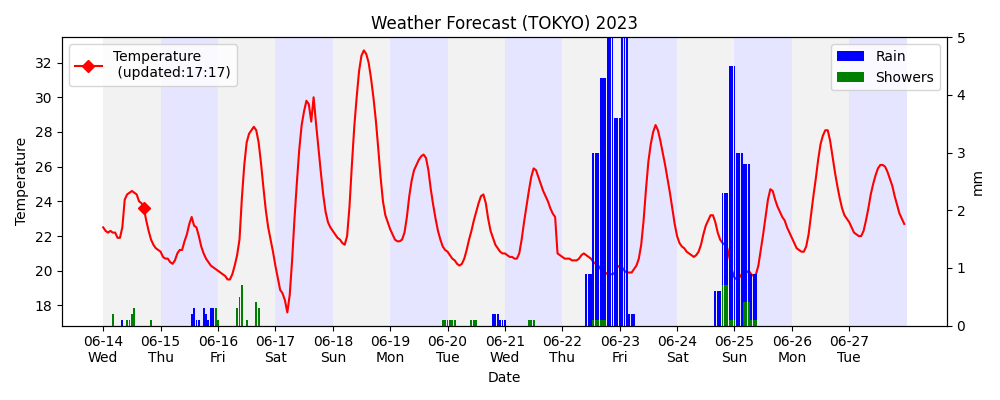 Weather Forecast (TOKYO) 2023
Temperature
(updated:17:17)
Rain
Showers
Temperature
32
30
28
26
24
22
20
18
5
4
3
2
1
0
mm
06-14 06-15 06-16 06-17 06-18 06-19 06-20 06-21 06-22 06-23 06-24 06-25 06-26 06-27
Wed Thu Fri Sat Sun Mon Tue Wed Thu Fri Sat Sun Mon Tue
Date